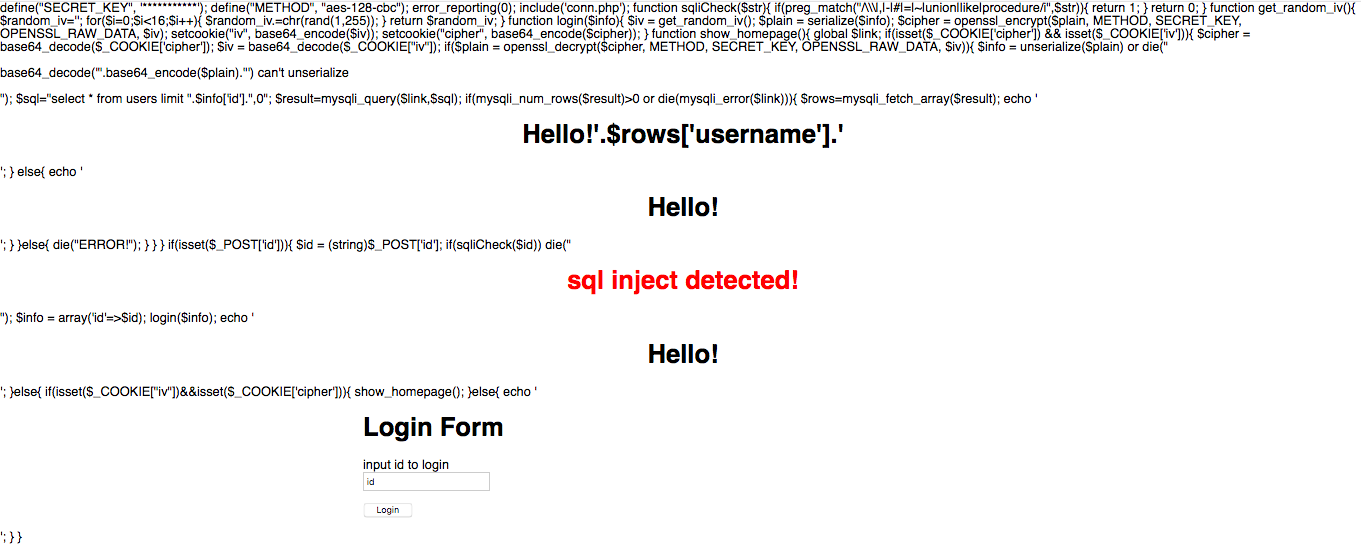 define("SECRET_KEY", '***********'); define("METHOD", "aes-128-cbc"); error_reporting(0); include('conn.php'); function sqliCheck($str){ if(preg_match("/\\\|,|-|#|=|~|union|like|procedure/i",$str)){ return 1; } return 0; } function get_random_iv(){
$random_iv=''; for($i=0;$i<16;$i++){ $random_iv.=chr(rand(1,255)); } return $random_iv; } function login($info){ $iv = get_random_iv(); $plain = serialize($info); $cipher = openssl_encrypt($plain, METHOD, SECRET_KEY,
OPENSSL_RAW_DATA, $iv); setcookie("iv", base64_encode($iv)); setcookie("cipher", base64_encode($cipher)); } function show_homepage(){ global $link; if(isset($_COOKIE['cipher']) && isset($_COOKIE['iv'])){ $cipher =
base64_decode($_COOKIE['cipher']); $iv = base64_decode($_COOKIE["iv"]); if($plain = openssl_decrypt($cipher, METHOD, SECRET_KEY, OPENSSL_RAW_DATA, $iv)){ $info = unserialize($plain) or die("
base64_decode('".base64_encode($plain)."') can't unserialize
"); $sql="select * from users limit ".$info['id'].",0"; $result=mysqli_query($link,$sql); if(mysqli_num_rows($result)>0 or die(mysqli_error($link))){ $rows=mysqli_fetch_array($result); echo '
Hello!'.$rows['username'].'
'; } else{ echo '
Hello!
'; } }else{ die("ERROR!"); } } } if(isset($_POST['id'])){ $id = (string)$_POST['id']; if(sqliCheck($id)) die("
sql inject detected!
"); $info = array('id'=>$id); login($info); echo '
Hello!
'; }else{ if(isset($_COOKIE["iv"])&&isset($_COOKIE['cipher'])){ show_homepage(); }else{ echo '
Login Form
input id to login
id
Login
'; } }